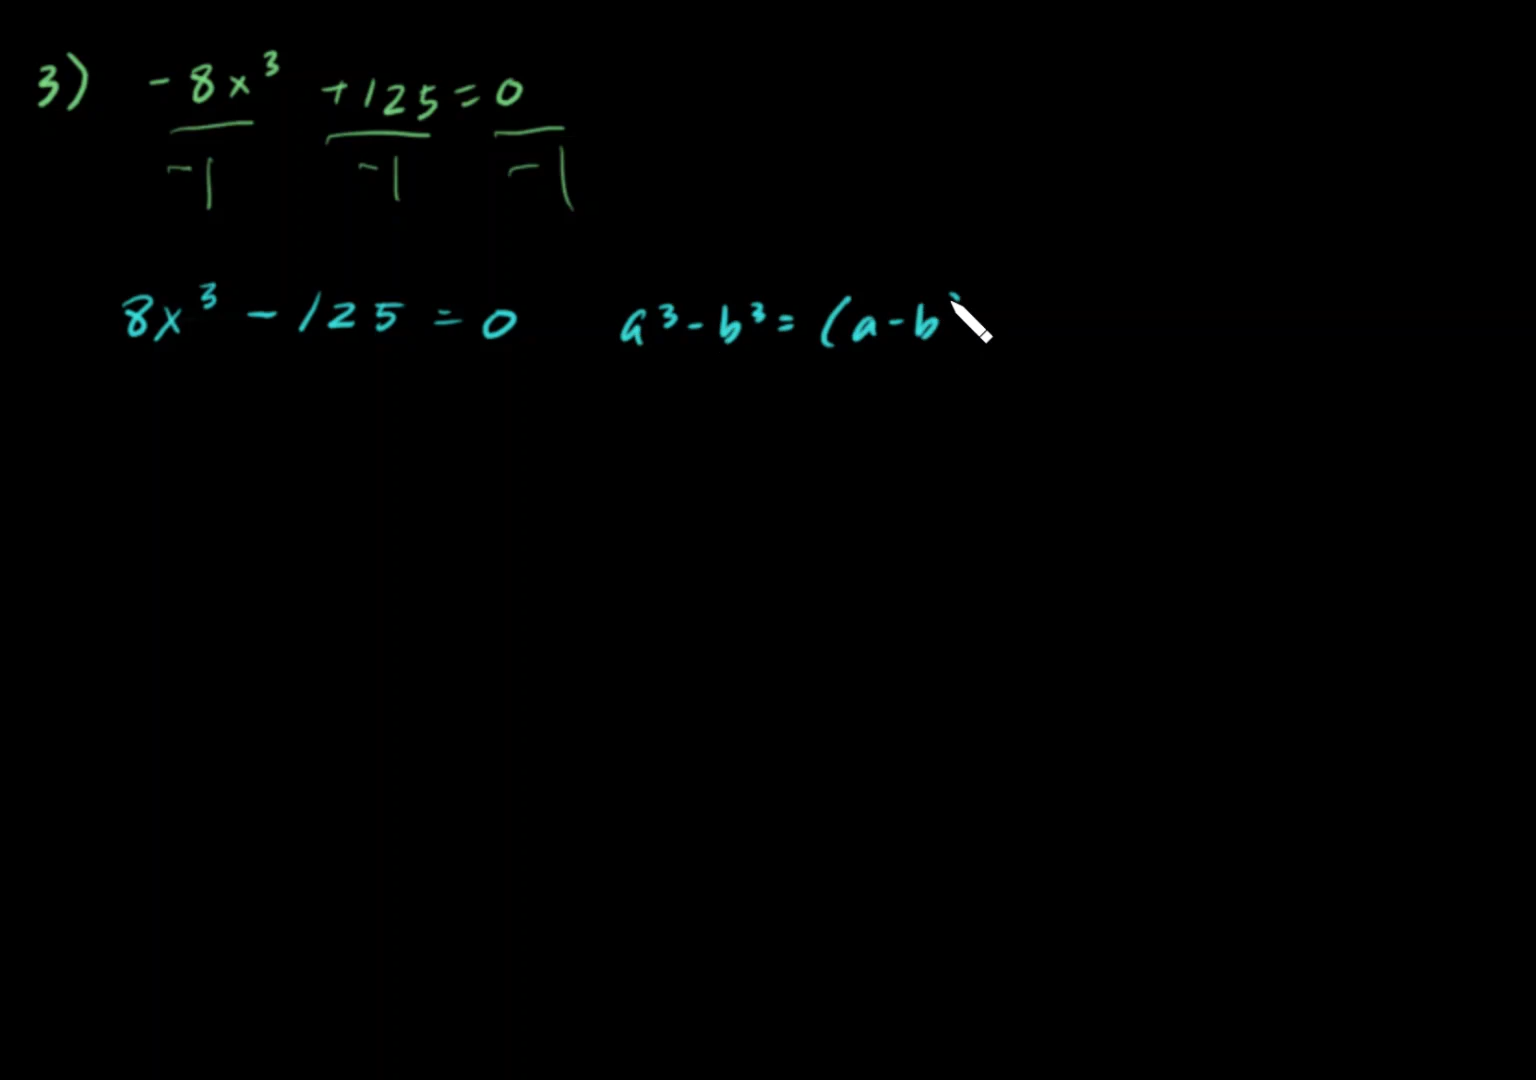 3) -8x³ +125=0
-1 -1 -1
8x³ - 125 = 0 a³-b³= (a-b